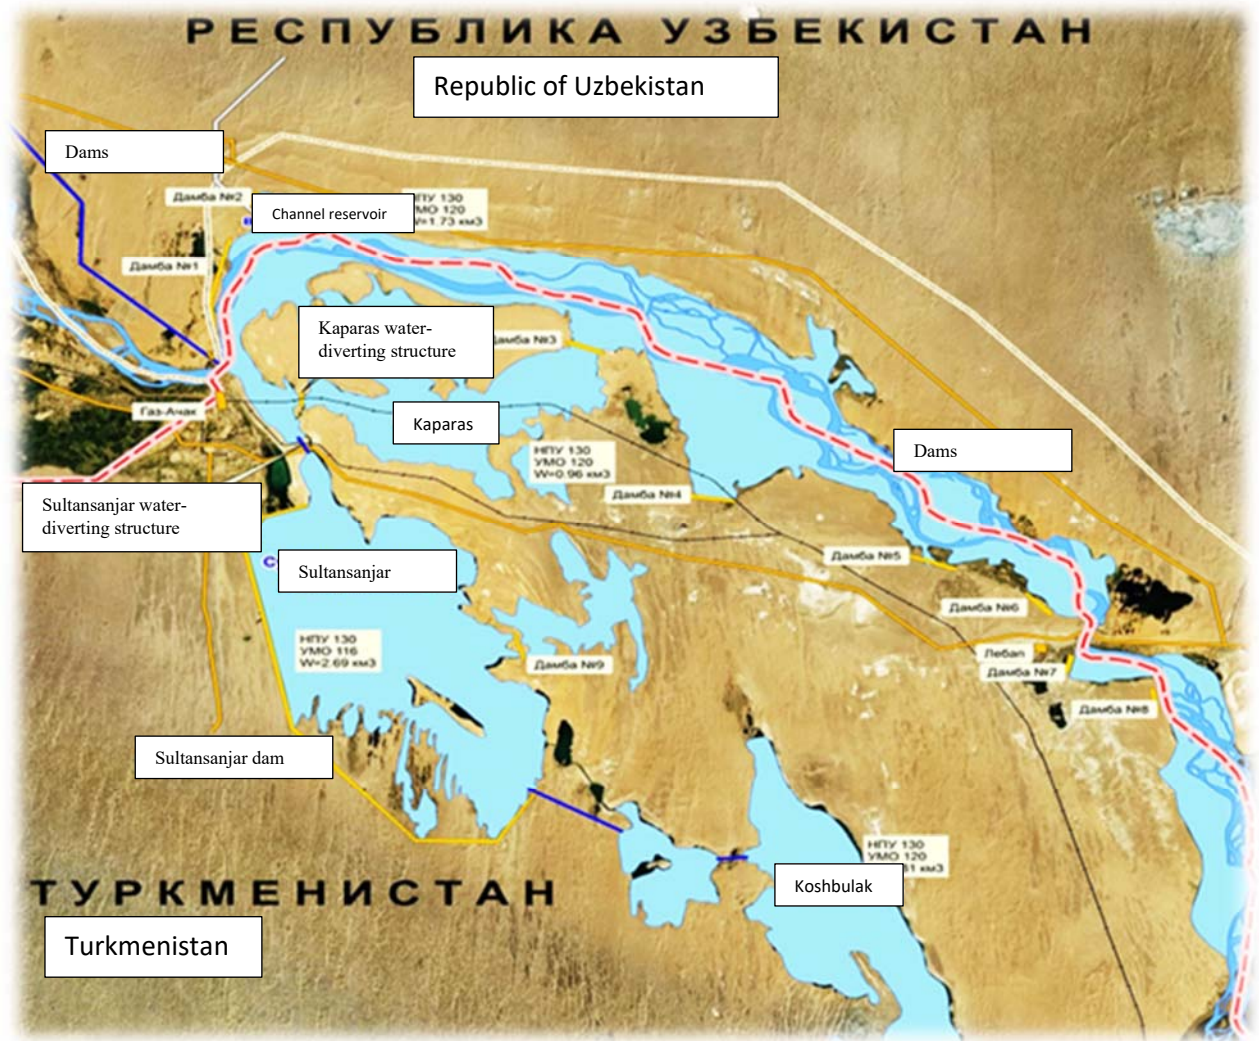 РЕСПУБЛИКА УЗБЕКИСТАН
Republic of Uzbekistan
Dams
Дамба №2
Channel reservoir
НПУ 130
УМО 120
W=1.73 км3
Дамба №1
Kaparas water-
diverting structure
Дамба №3
Газ-Ачак
Kaparas
Dams
НПУ 130
УМО 120
W=0.96 км3
Дамба №4
Sultansanjar water-
diverting structure
Дамба №5
Sultansanjar
Дамба №6
НПУ 130
УМО 116
W=2.69 км3
Дамба №9
Лебап
Дамба №7
Дамба №8
Sultansanjar dam
НПУ 130
УМО 120
км3
Koshbulak
ТУРКМЕНИСТАН
Turkmenistan